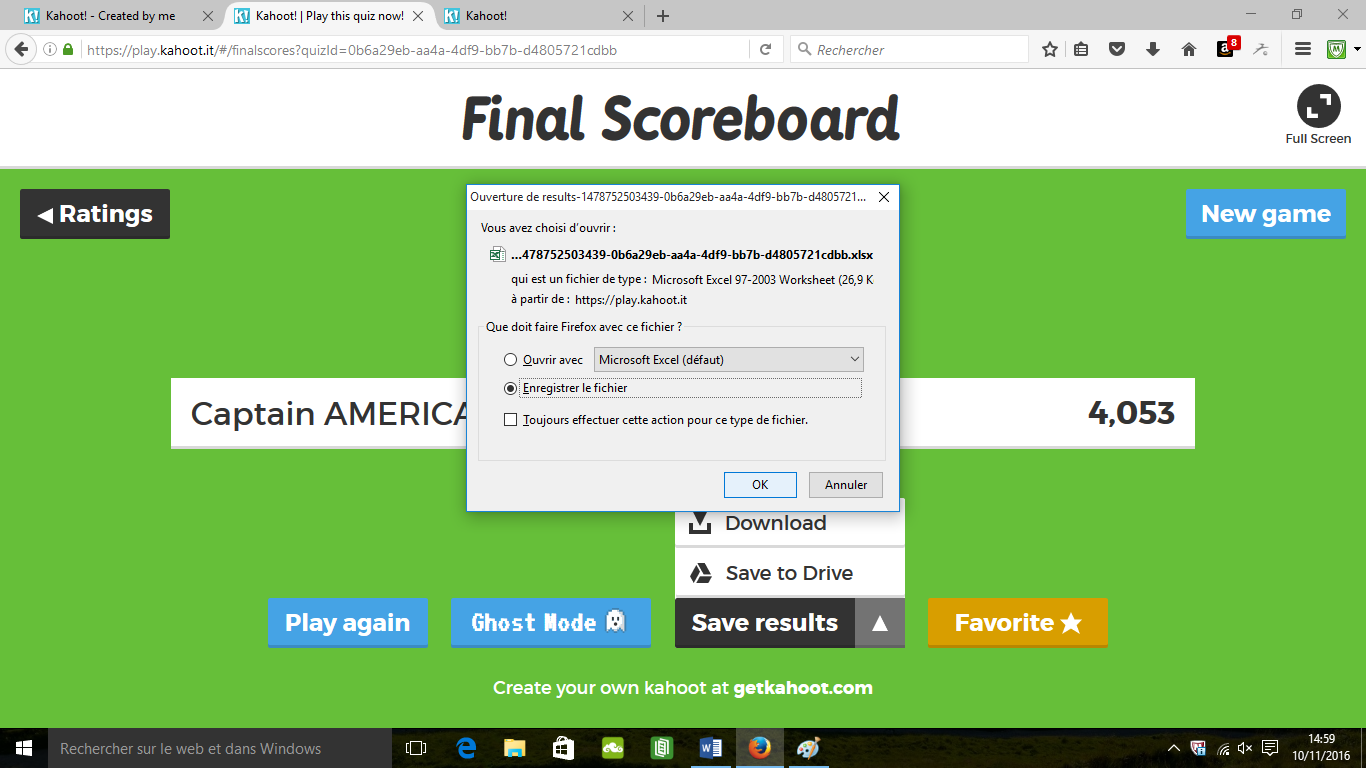 Kahoot! - Created by me
Kahoot! | Play this quiz now!
Kahoot!
https://play.kahoot.it/#/finalscores?quizId=0b6a29eb-aa4a-4df9-bb7b-d4805721cdbb
Rechercher
8
Final Scoreboard
Full Screen
Ratings
New game
Ouverture de results-1478752503439-0b6a29eb-aa4a-4df9-bb7b-d4805721...
Vous avez choisi d'ouvrir :
...478752503439-0b6a29eb-aa4a-4df9-bb7b-d4805721cdbb.xlsx
qui est un fichier de type : Microsoft Excel 97-2003 Worksheet (26,9 K
à partir de : https://play.kahoot.it
Que doit faire Firefox avec ce fichier ?
Ouvrir avec
Microsoft Excel (défaut)
Enregistrer le fichier
Toujours effectuer cette action pour ce type de fichier.
OK
Annuler
Captain AMERICA
4,053
Download
Save to Drive
Play again
Ghost Mode
Save results
Favorite
Create your own kahoot at getkahoot.com
Rechercher sur le web et dans Windows
14:59
10/11/2016